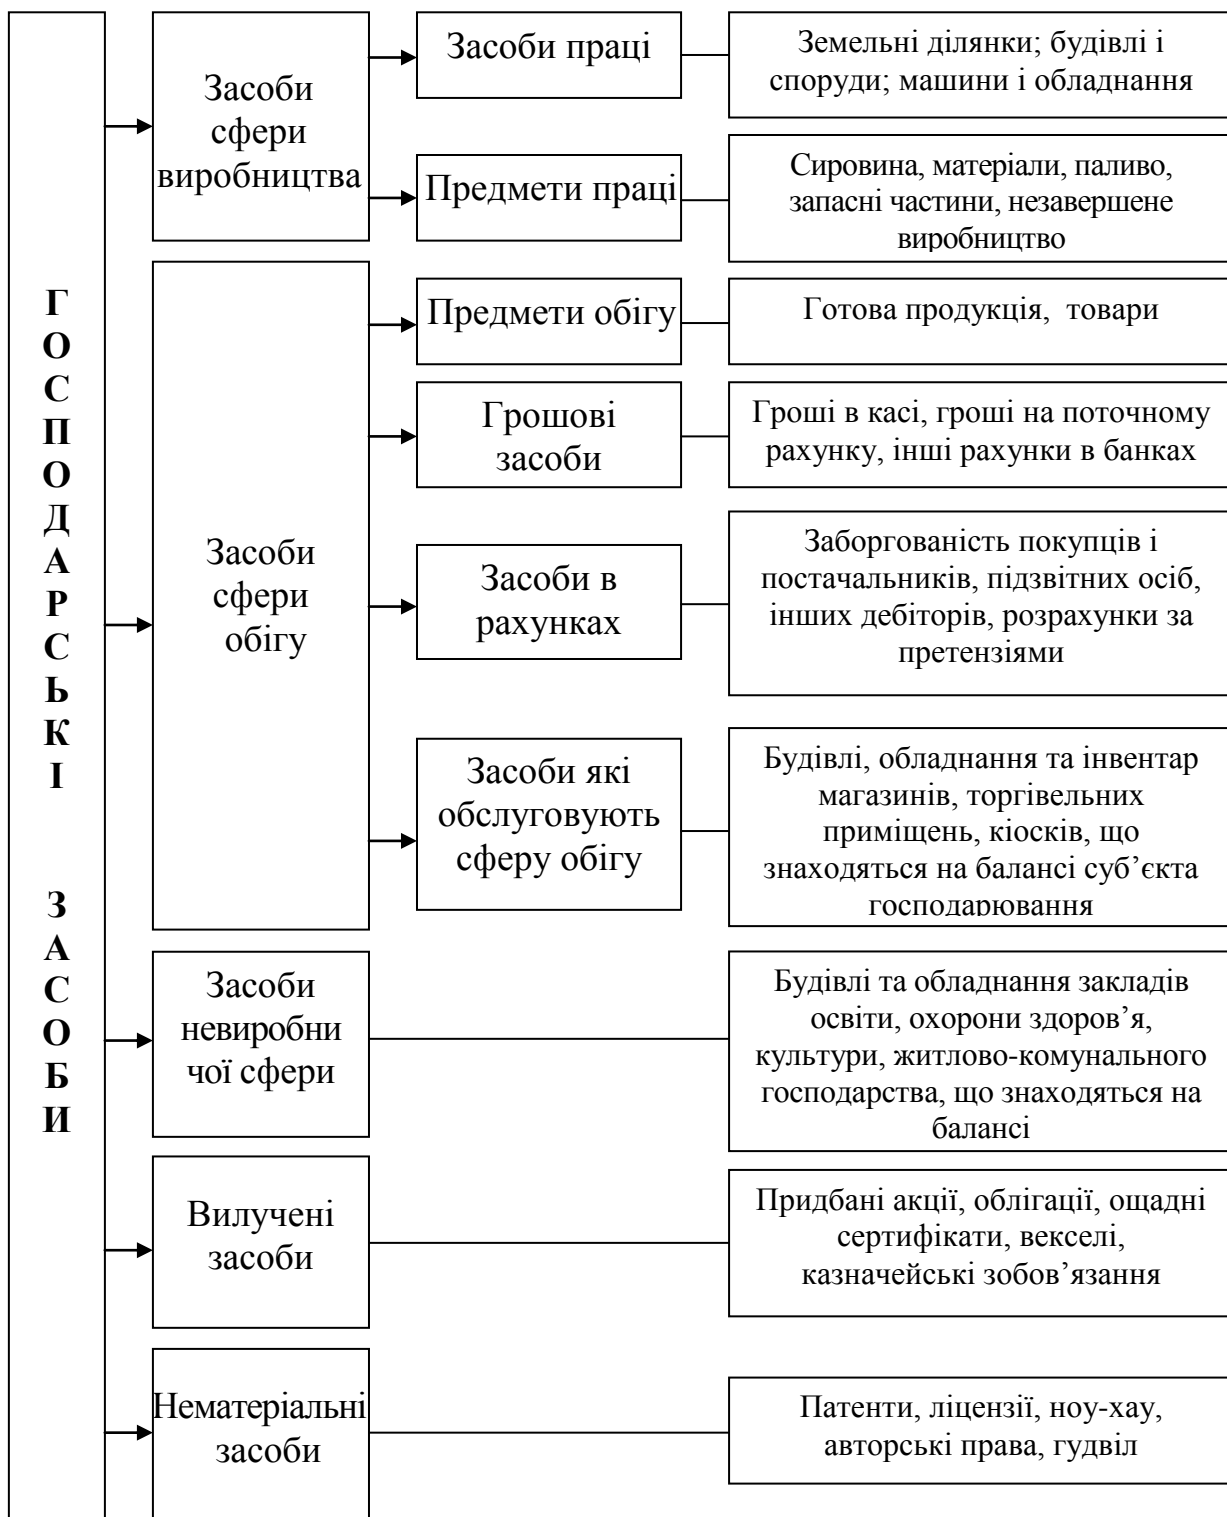 ГОСПОДАРСЬКІ ЗАСОБИ
Засоби
сфери
виробництва
Засоби праці
Земельні ділянки; будівлі і
споруди; машини і обладнання
Предмети праці
Сировина, матеріали, паливо,
запасні частини, незавершене
виробництво
Засоби
сфери
обігу
Предмети обігу
Готова продукція, товари
Грошові
засоби
Гроші в касі, гроші на поточному
рахунку, інші рахунки в банках
Засоби в
рахунках
Заборгованість покупців і
постачальників, підзвітних осіб,
інших дебіторів, розрахунки за
претензіями
Засоби які
обслуговують
сферу обігу
Будівлі, обладнання та інвентар
магазинів, торгівельних
приміщень, кіосків, що
знаходяться на балансі суб’єкта
господарювання
Засоби
невиробни
чої сфери
Будівлі та обладнання закладів
освіти, охорони здоров’я,
культури, житлово-комунального
господарства, що знаходяться на
балансі
Вилучені
засоби
Придбані акції, облігації, ощадні
сертифікати, векселі,
казначейські зобов’язання
Нематеріальні
засоби
Патенти, ліцензії, ноу-хау,
авторські права, гудвіл